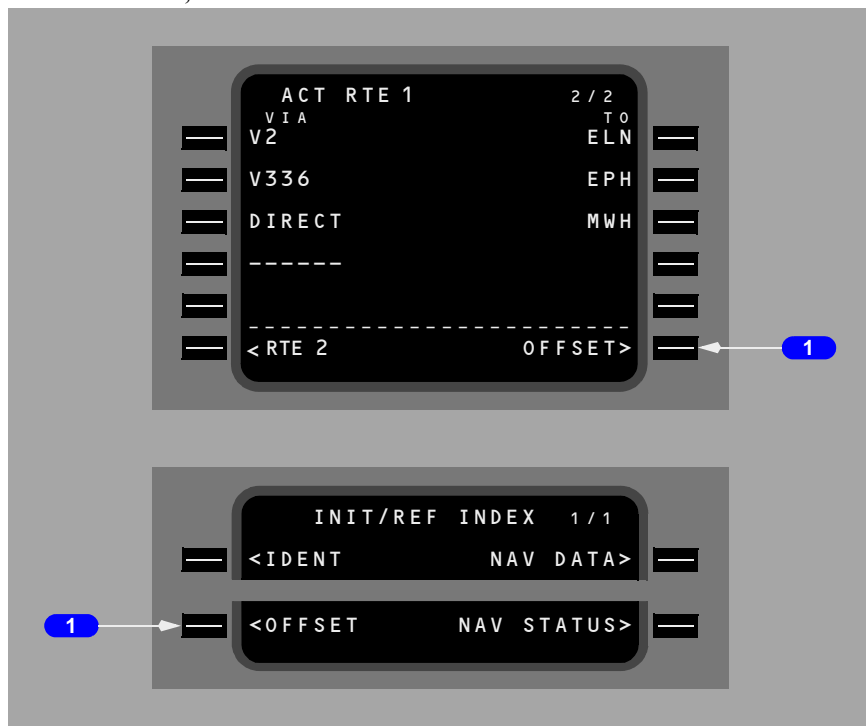 ACT RTE 1 2/2
VIA TO
V2 ELN
V336 EPH
DIRECT MWH
------
------------------------
<RTE 2 OFFSET> 1
INIT/REF INDEX 1/1
<IDENT NAV DATA>
1 <OFFSET NAV STATUS>